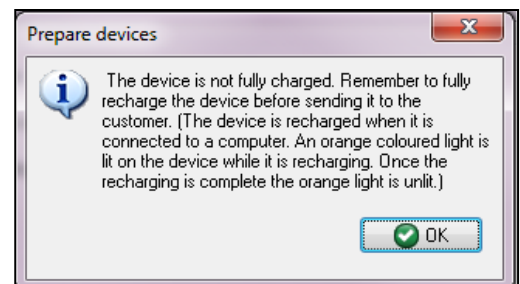 Prepare devices
The device is not fully charged. Remember to fully
recharge the device before sending it to the
customer. (The device is recharged when it is
connected to a computer. An orange coloured light is
lit on the device while it is recharging. Once the
recharging is complete the orange light is unlit.)
OK